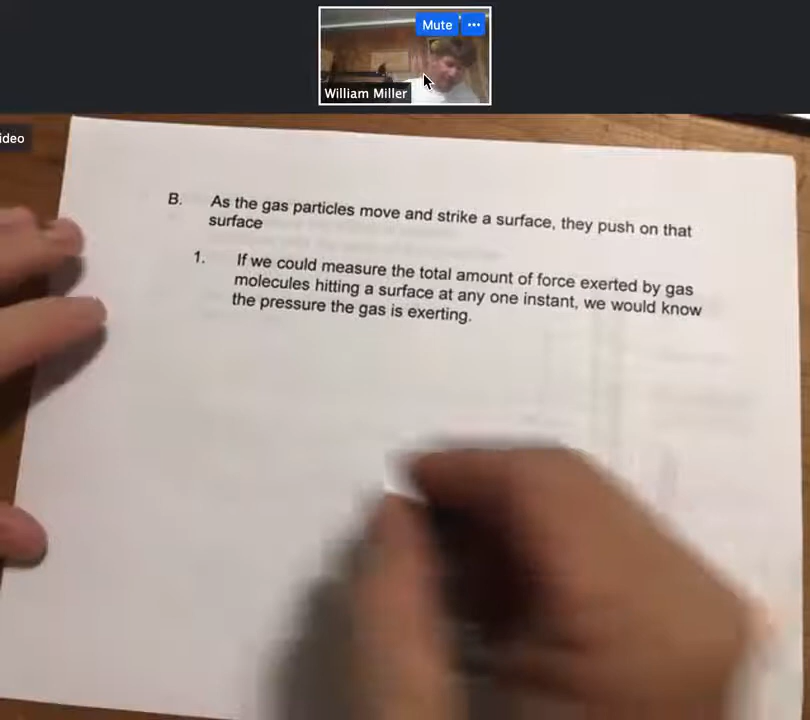 Mute
William Miller
ideo
B. As the gas particles move and strike a surface, they push on that
surface
1. If we could measure the total amount of force exerted by gas
molecules hitting a surface at any one instant, we would know
the pressure the gas is exerting.